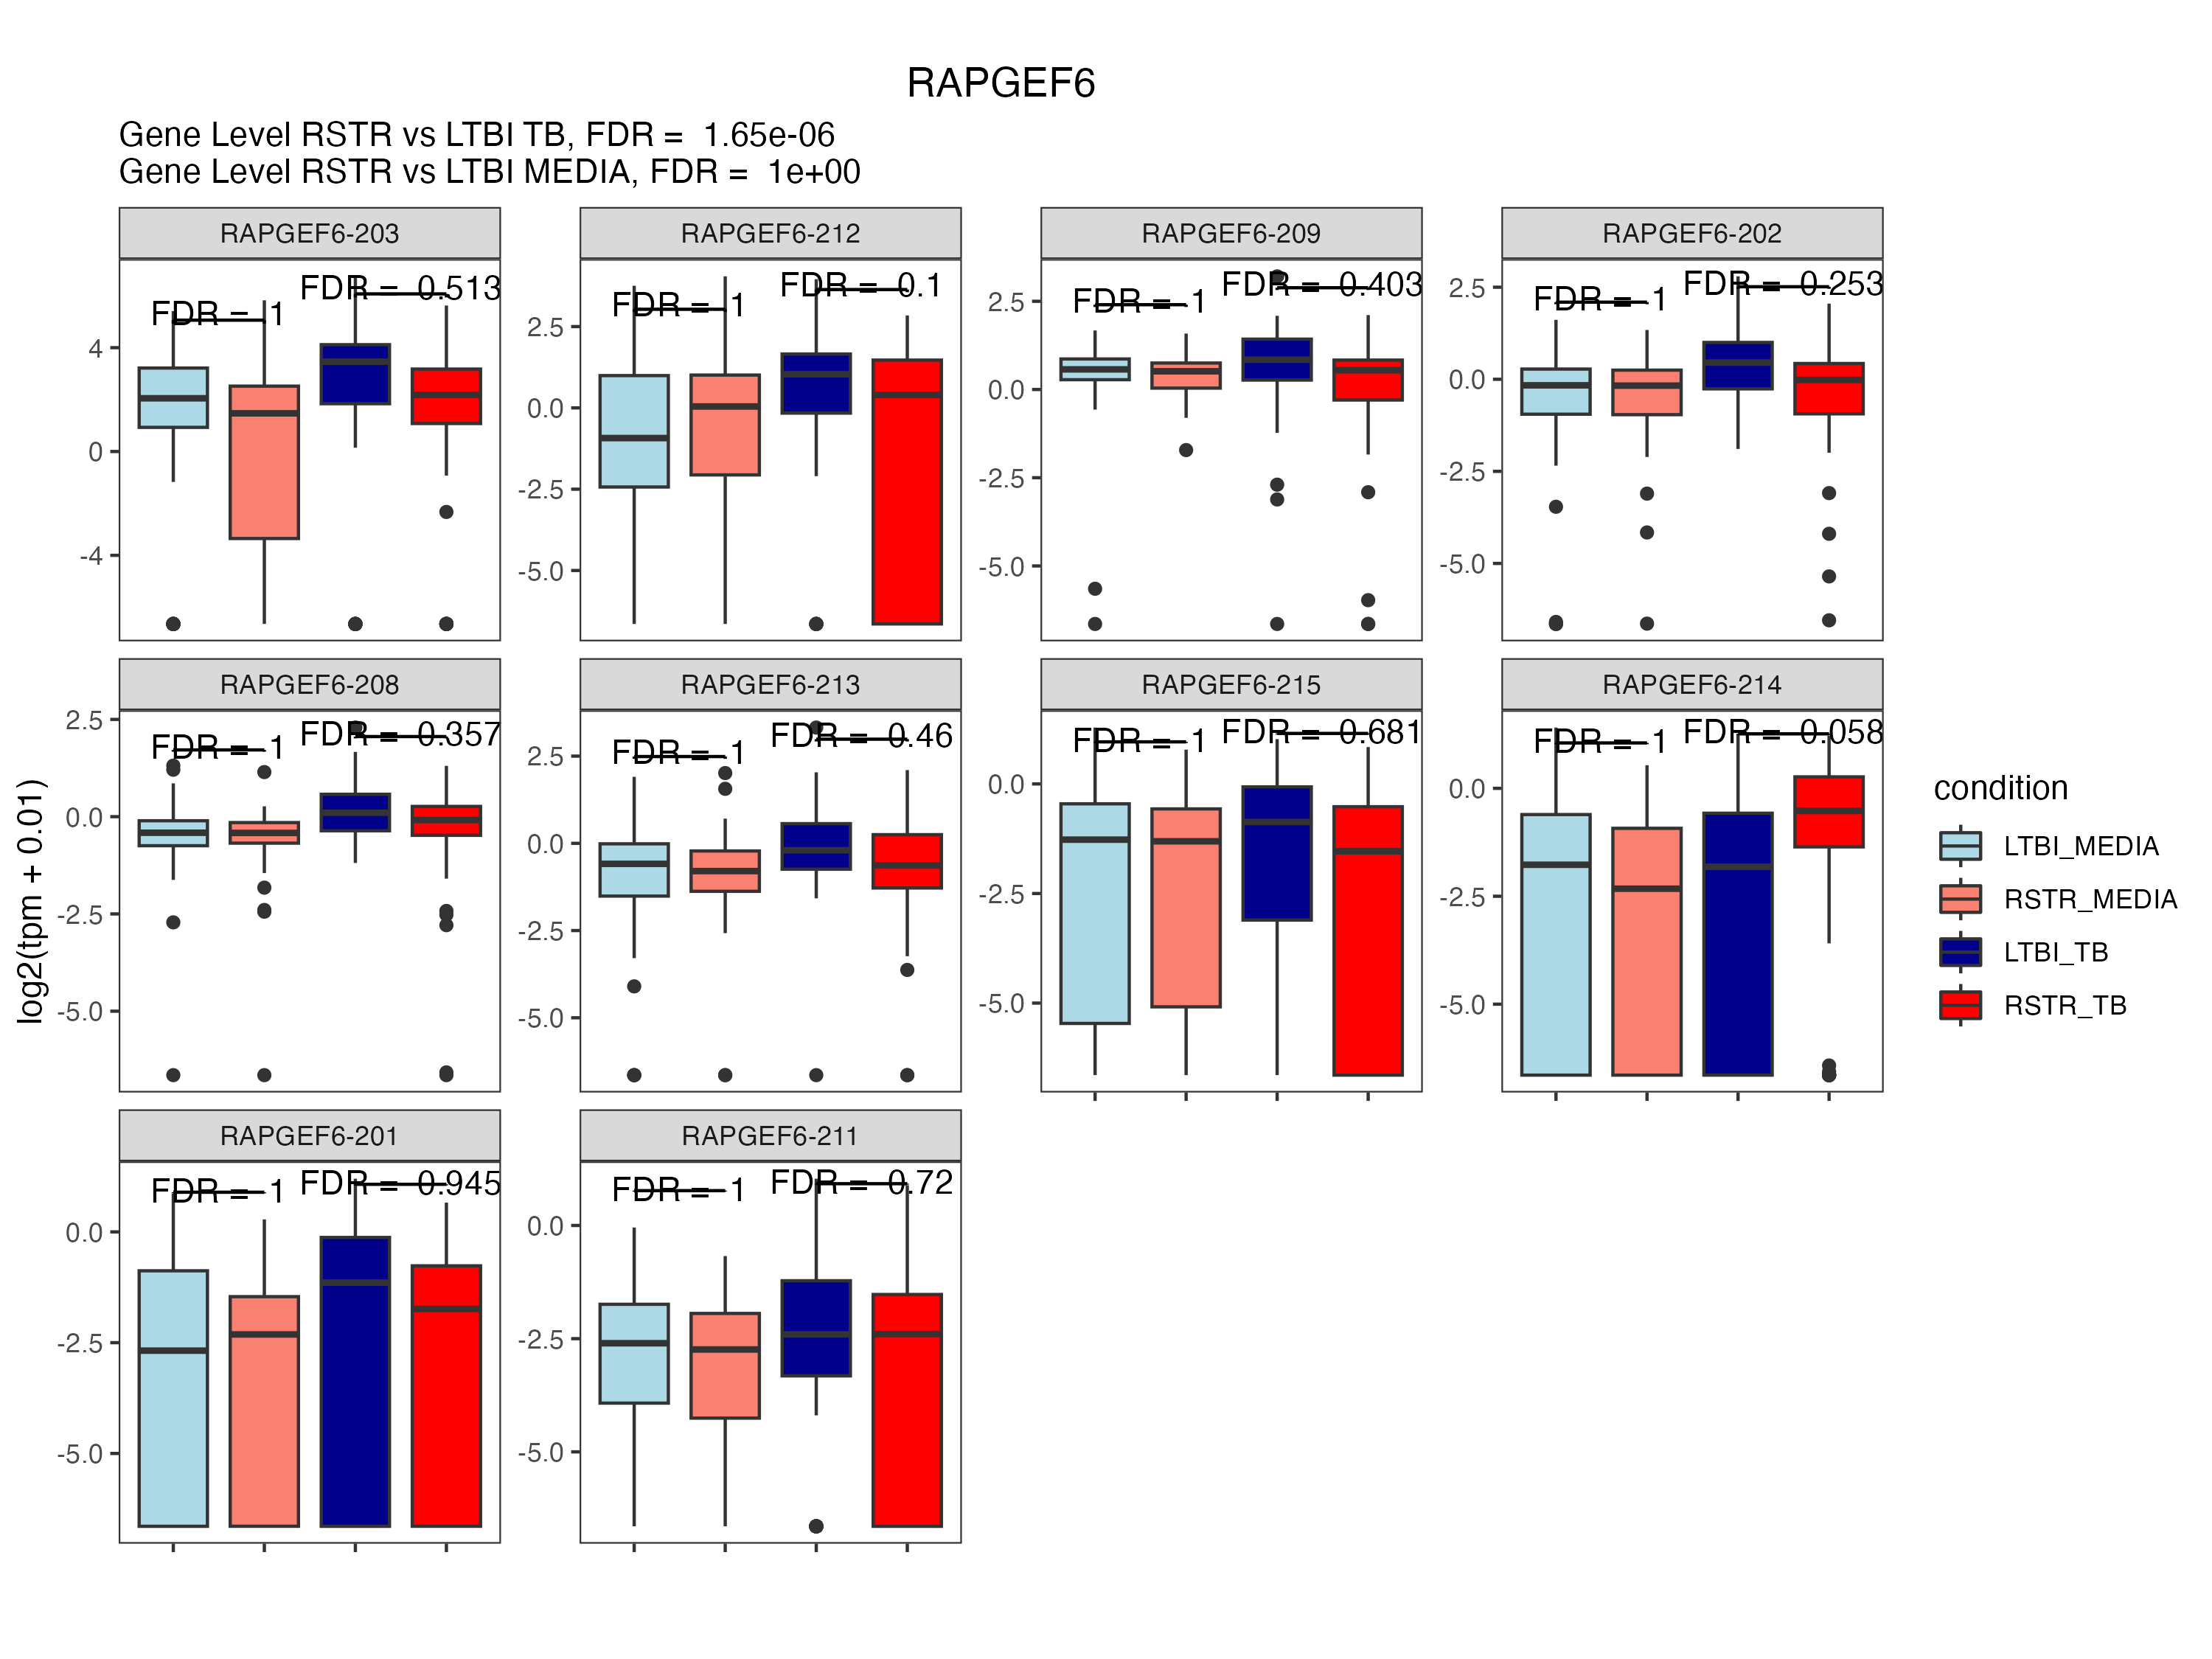 RAPGEF6
Gene Level RSTR vs LTBI TB, FDR = 1.65e-06
Gene Level RSTR vs LTBI MEDIA, FDR = 1e+00
log2(tpm + 0.01)
RAPGEF6-203
FDR = 1
FDR = 0.513
4
0
-4
RAPGEF6-212
FDR = 1
FDR = 0.1
2.5
0.0
-2.5
-5.0
RAPGEF6-209
FDR = 1
FDR = 0.403
2.5
0.0
-2.5
-5.0
RAPGEF6-202
FDR = 1
FDR = 0.253
2.5
0.0
-2.5
-5.0
RAPGEF6-208
FDR = 1
FDR = 0.357
2.5
0.0
-2.5
-5.0
RAPGEF6-213
FDR = 1
FDR = 0.46
2.5
0.0
-2.5
-5.0
RAPGEF6-215
FDR = 1
FDR = 0.681
0.0
-2.5
-5.0
RAPGEF6-214
FDR = 1
FDR = 0.058
0.0
-2.5
-5.0
RAPGEF6-201
FDR = 1
FDR = 0.945
0.0
-2.5
-5.0
RAPGEF6-211
FDR = 1
FDR = 0.72
0.0
-2.5
-5.0
condition
LTBI_MEDIA
RSTR_MEDIA
LTBI_TB
RSTR_TB